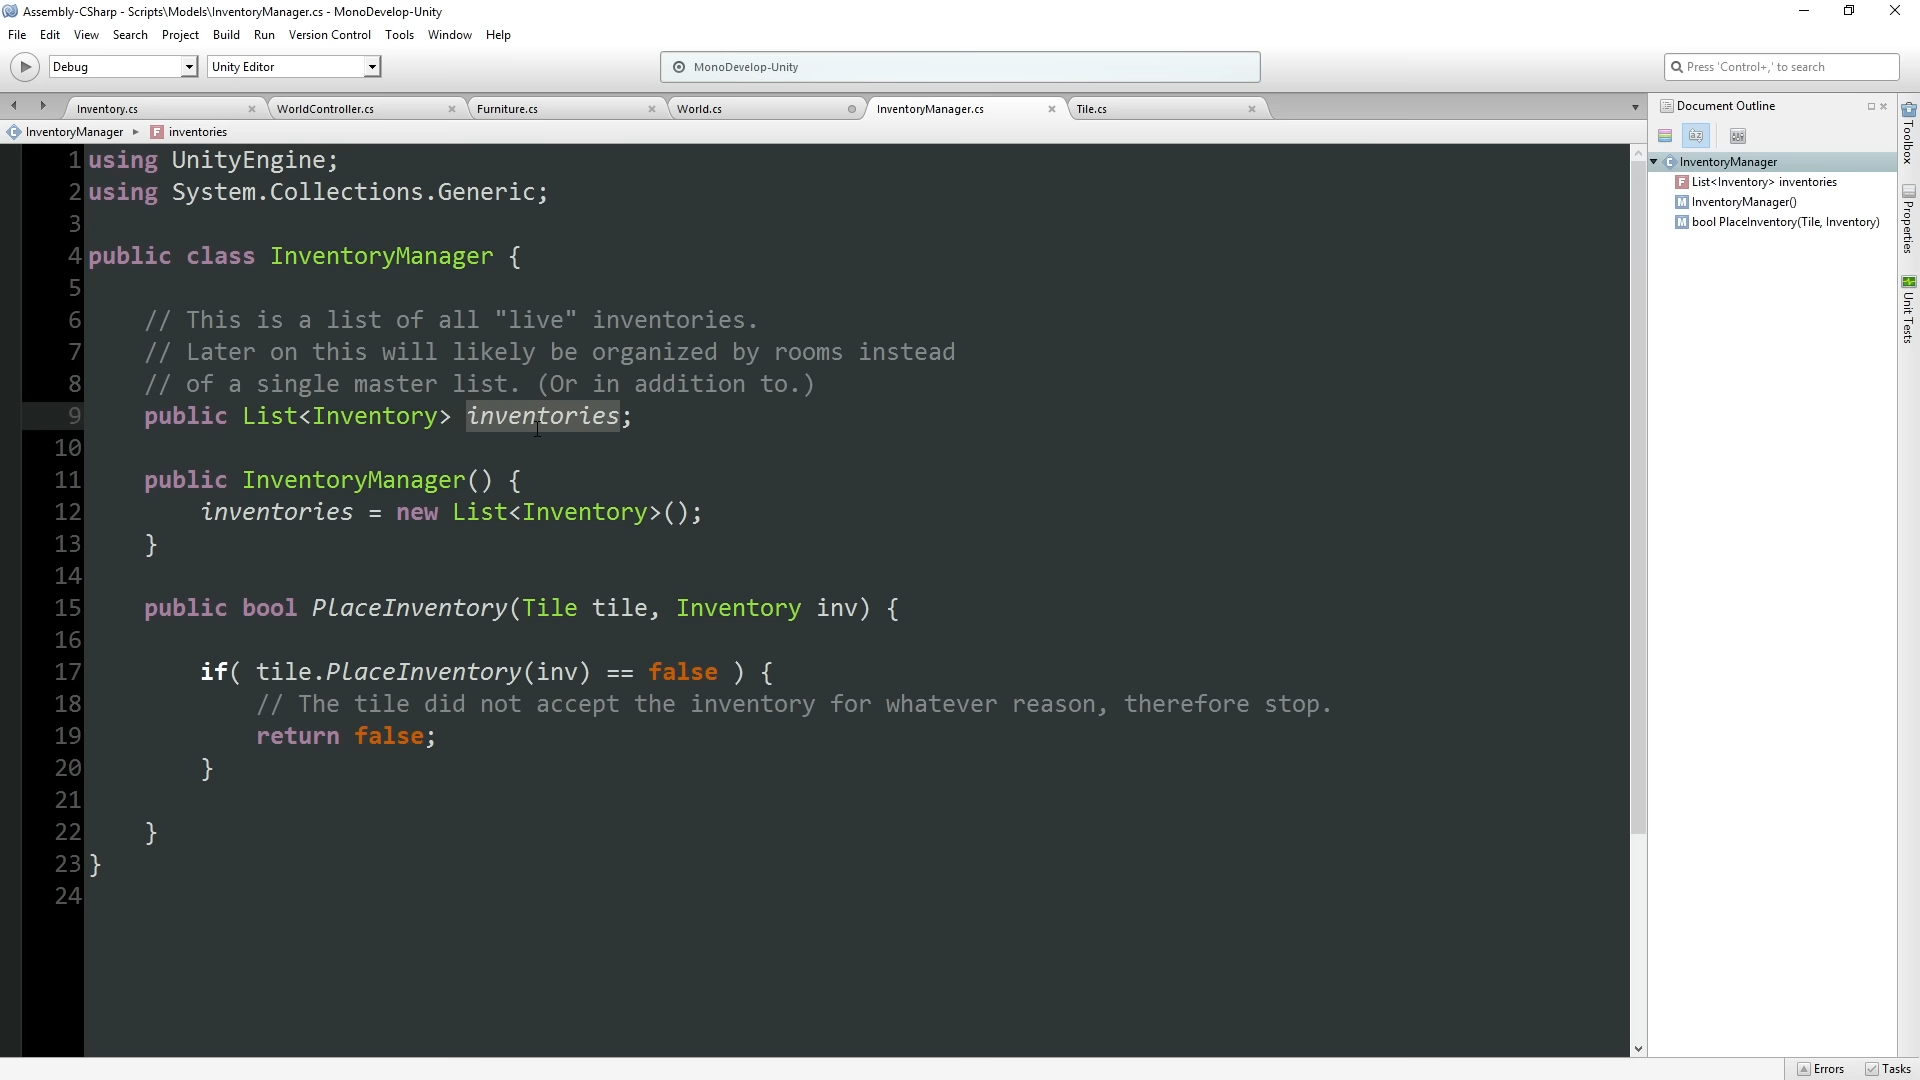 Assembly-CSharp - Scripts\Models\InventoryManager.cs - MonoDevelop-Unity
File Edit View Search Project Build Run Version Control Tools Window Help
Debug Unity Editor MonoDevelop-Unity Press 'Control+,' to search
Inventory.cs WorldController.cs Furniture.cs World.cs InventoryManager.cs Tile.cs
Document Outline
InventoryManager inventories
InventoryManager
List<Inventory> inventories
InventoryManager()
bool PlaceInventory(Tile, Inventory)
Toolbox
Properties
Unit Tests
1 using UnityEngine;
2 using System.Collections.Generic;
3
4 public class InventoryManager {
5
6 // This is a list of all "live" inventories.
7 // Later on this will likely be organized by rooms instead
8 // of a single master list. (Or in addition to.)
9 public List<Inventory> inventories;
10
11 public InventoryManager() {
12 inventories = new List<Inventory>();
13 }
14
15 public bool PlaceInventory(Tile tile, Inventory inv) {
16
17 if( tile.PlaceInventory(inv) == false ) {
18 // The tile did not accept the inventory for whatever reason, therefore stop.
19 return false;
20 }
21
22 }
23 }
24
Errors Tasks